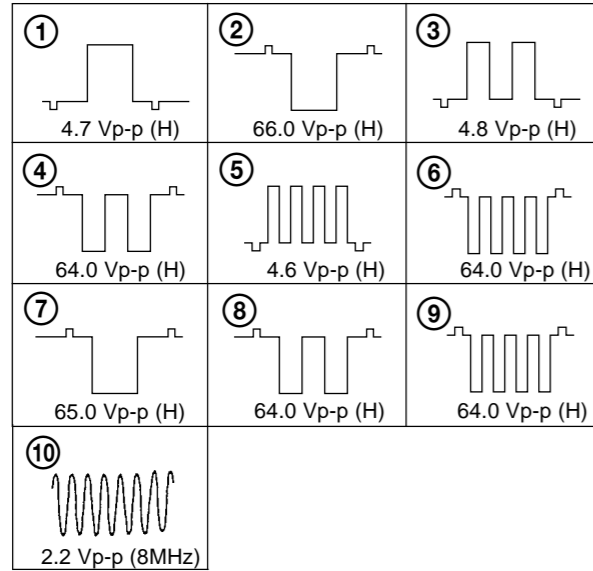 ① ② ③
4.7 Vp-p (H) 66.0 Vp-p (H) 4.8 Vp-p (H)
④ ⑤ ⑥
64.0 Vp-p (H) 4.6 Vp-p (H) 64.0 Vp-p (H)
⑦ ⑧ ⑨
65.0 Vp-p (H) 64.0 Vp-p (H) 64.0 Vp-p (H)
⑩
2.2 Vp-p (8MHz)